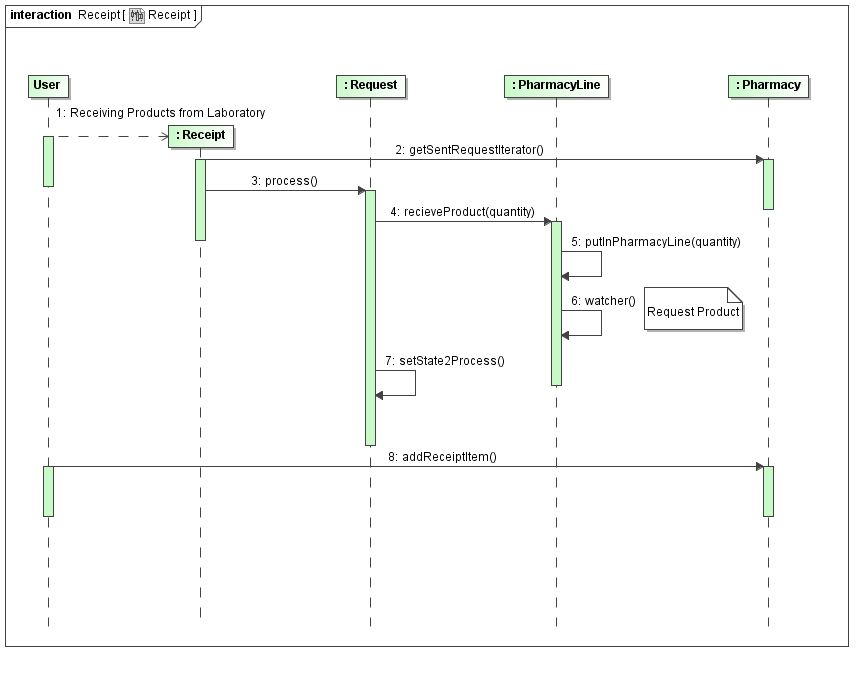 interaction Receipt[ Receipt ]
User
: Request
: PharmacyLine
: Pharmacy
1: Receiving Products from Laboratory
: Receipt
2: getSentRequestIterator()
3: process()
4: recieveProduct(quantity)
5: putInPharmacyLine(quantity)
6: watcher()
Request Product
7: setState2Process()
8: addReceiptItem()